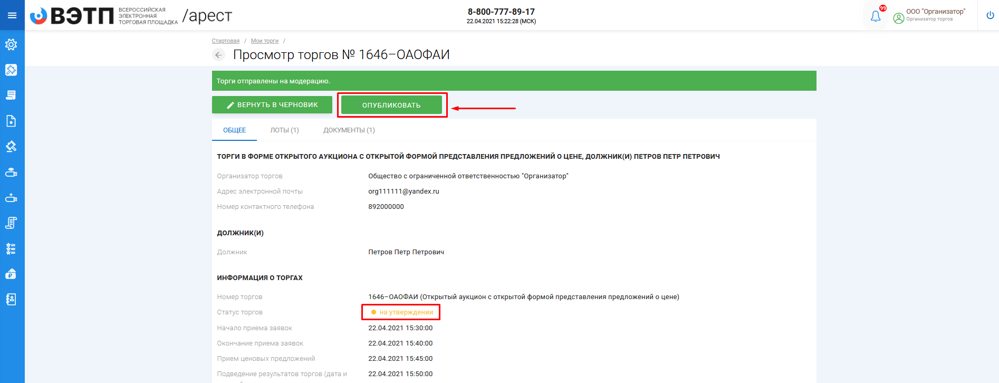 ВЭТП
ВСЕРОССИЙСКАЯ
ЭЛЕКТРОННАЯ
ТОРГОВАЯ ПЛОЩАДКА
/арест
8-800-777-89-17
22.04.2021 15:22:28 (МСК)
99
ООО "Организатор"
Организатор торгов
Стартовая / Мои торги /
Просмотр торгов № 1646–ОАОФАИ
Торги отправлены на модерацию.
ВЕРНУТЬ В ЧЕРНОВИК ОПУБЛИКОВАТЬ
ОБЩЕЕ ЛОТЫ (1) ДОКУМЕНТЫ (1)
ТОРГИ В ФОРМЕ ОТКРЫТОГО АУКЦИОНА С ОТКРЫТОЙ ФОРМОЙ ПРЕДСТАВЛЕНИЯ ПРЕДЛОЖЕНИЙ О ЦЕНЕ, ДОЛЖНИК(И) ПЕТРОВ ПЕТР ПЕТРОВИЧ
Организатор торгов Общество с ограниченной ответственностью "Организатор"
Адрес электронной почты org111111@yandex.ru
Номер контактного телефона 892000000
ДОЛЖНИК(И)
Должник Петров Петр Петрович
ИНФОРМАЦИЯ О ТОРГАХ
Номер торгов 1646–ОАОФАИ (Открытый аукцион с открытой формой представления предложений о цене)
Статус торгов на утверждении
Начало приема заявок 22.04.2021 15:30:00
Окончание приема заявок 22.04.2021 15:40:00
Прием ценовых предложений 22.04.2021 15:45:00
Подведение результатов торгов (дата и 22.04.2021 15:50:00